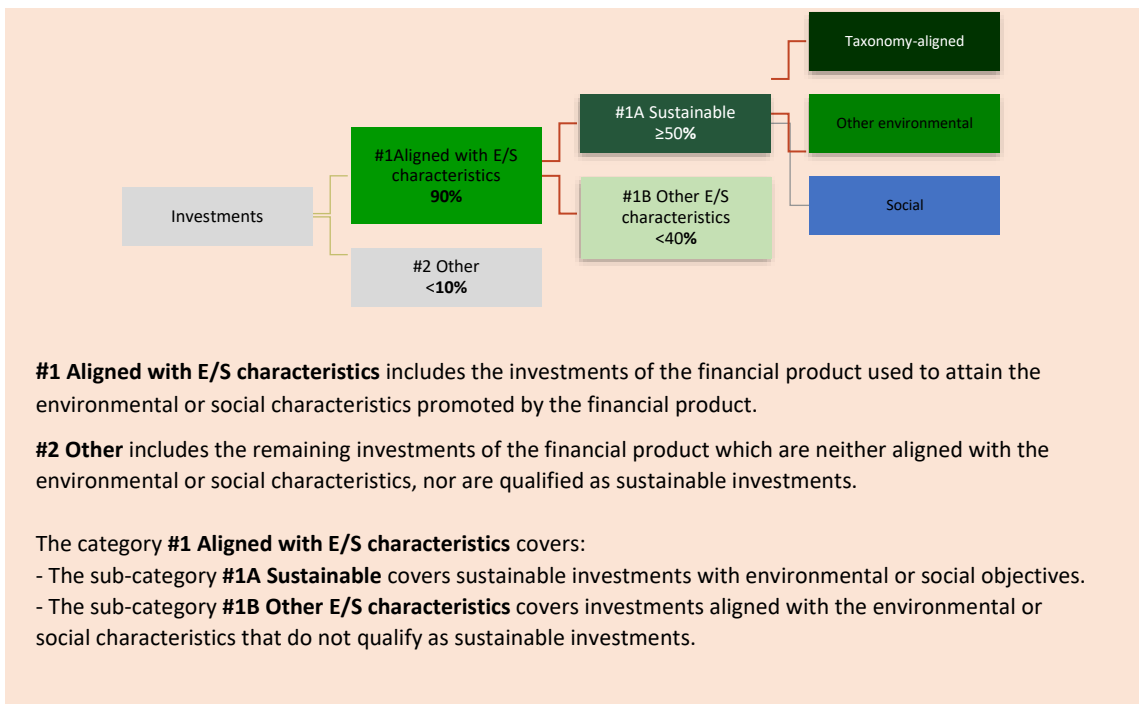 Taxonomy-aligned
#1A Sustainable
≥50%
Other environmental
#1Aligned with E/S
characteristics
90%
Investments
#1B Other E/S
characteristics
<40%
Social
#2 Other
<10%
#1 Aligned with E/S characteristics includes the investments of the financial product used to attain the
environmental or social characteristics promoted by the financial product.
#2 Other includes the remaining investments of the financial product which are neither aligned with the
environmental or social characteristics, nor are qualified as sustainable investments.
The category #1 Aligned with E/S characteristics covers:
- The sub-category #1A Sustainable covers sustainable investments with environmental or social objectives.
- The sub-category #1B Other E/S characteristics covers investments aligned with the environmental or
social characteristics that do not qualify as sustainable investments.